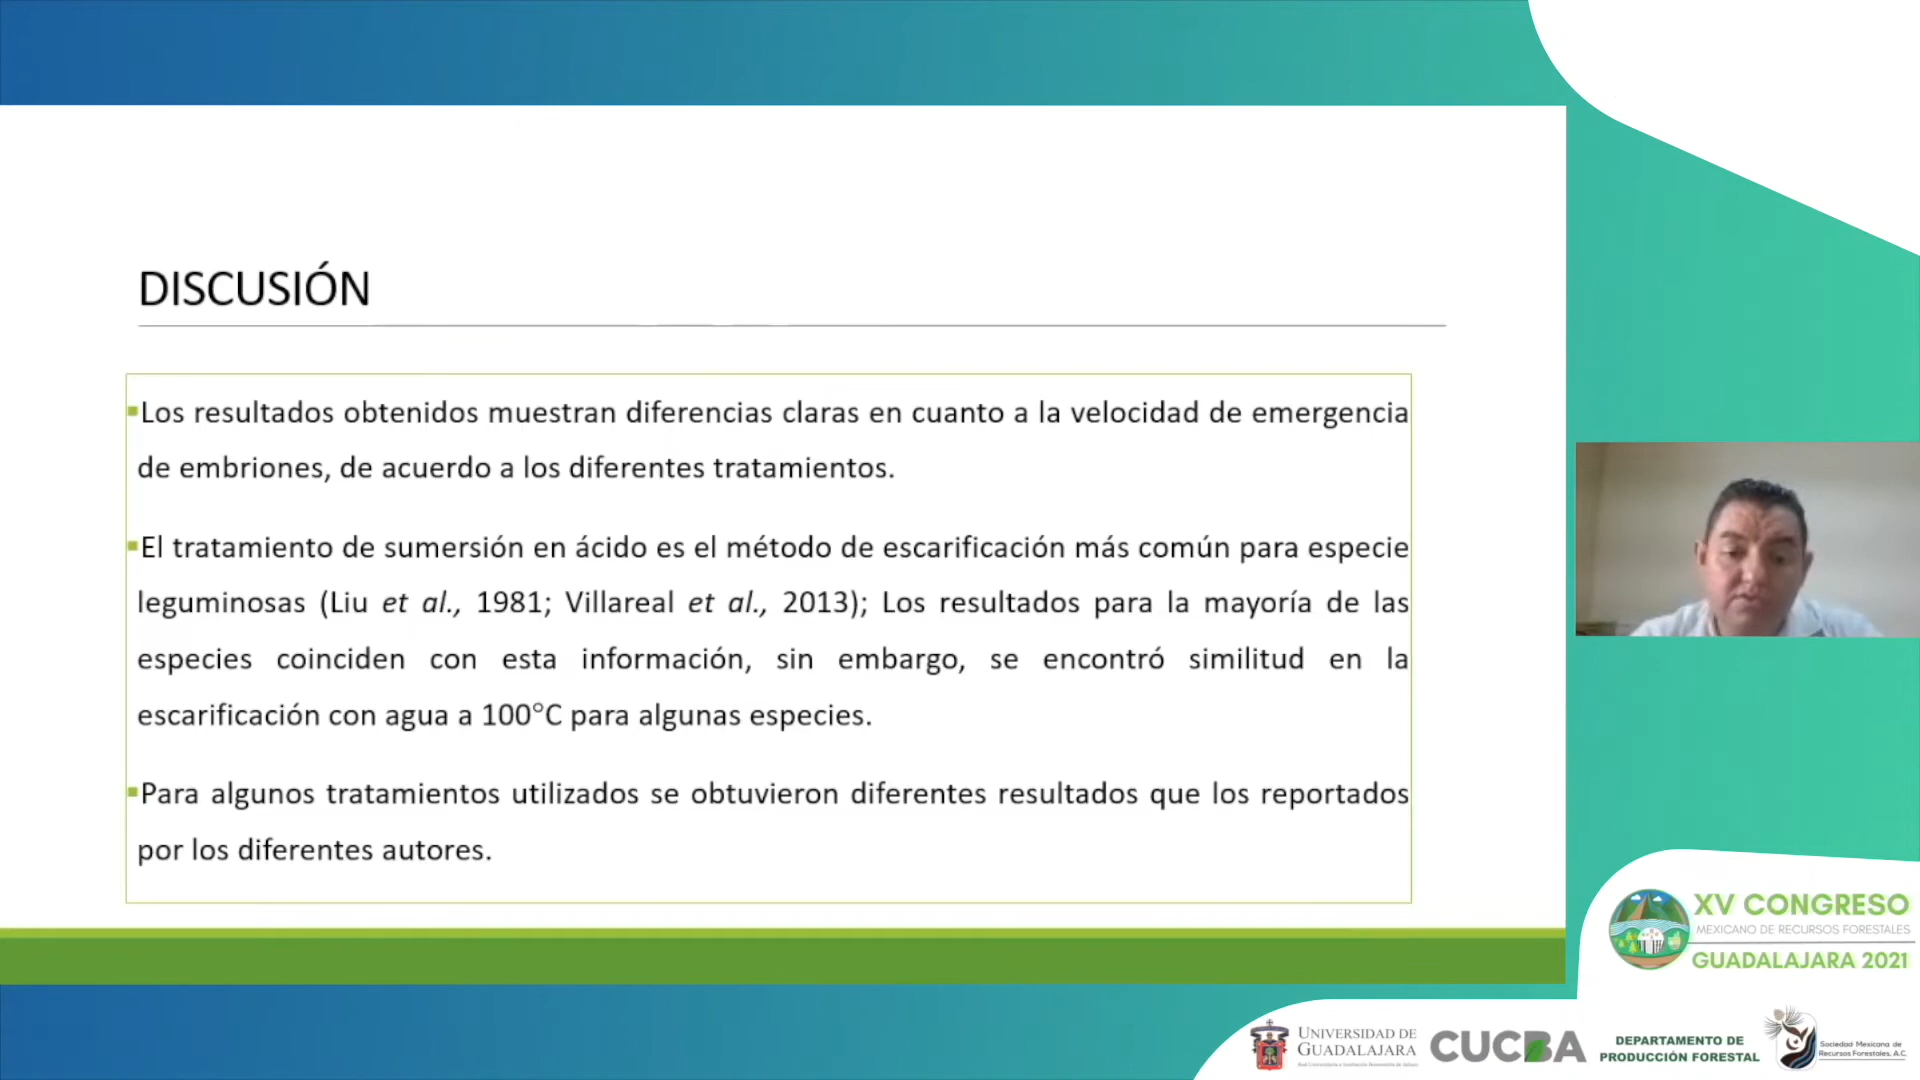 DISCUSIÓN
▪Los resultados obtenidos muestran diferencias claras en cuanto a la velocidad de emergencia
de embriones, de acuerdo a los diferentes tratamientos.
▪El tratamiento de sumersión en ácido es el método de escarificación más común para especie
leguminosas (Liu et al., 1981; Villareal et al., 2013); Los resultados para la mayoría de las
especies coinciden con esta información, sin embargo, se encontró similitud en la
escarificación con agua a 100°C para algunas especies.
▪Para algunos tratamientos utilizados se obtuvieron diferentes resultados que los reportados
por los diferentes autores.
XV CONGRESO
MEXICANO DE RECURSOS FORESTALES
GUADALAJARA 2021
UNIVERSIDAD DE
GUADALAJARA
CUCBA
DEPARTAMENTO DE
PRODUCCIÓN FORESTAL
Sociedad Mexicana de
Recursos Forestales, A.C.